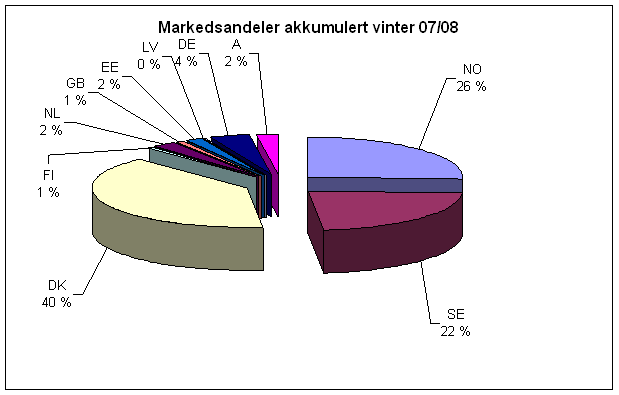 Markedsandeler akkumulert vinter 07/08
LV
0 %
DE
4 %
A
2 %
EE
2 %
GB
1 %
NL
2 %
FI
1 %
NO
26 %
DK
40 %
SE
22 %